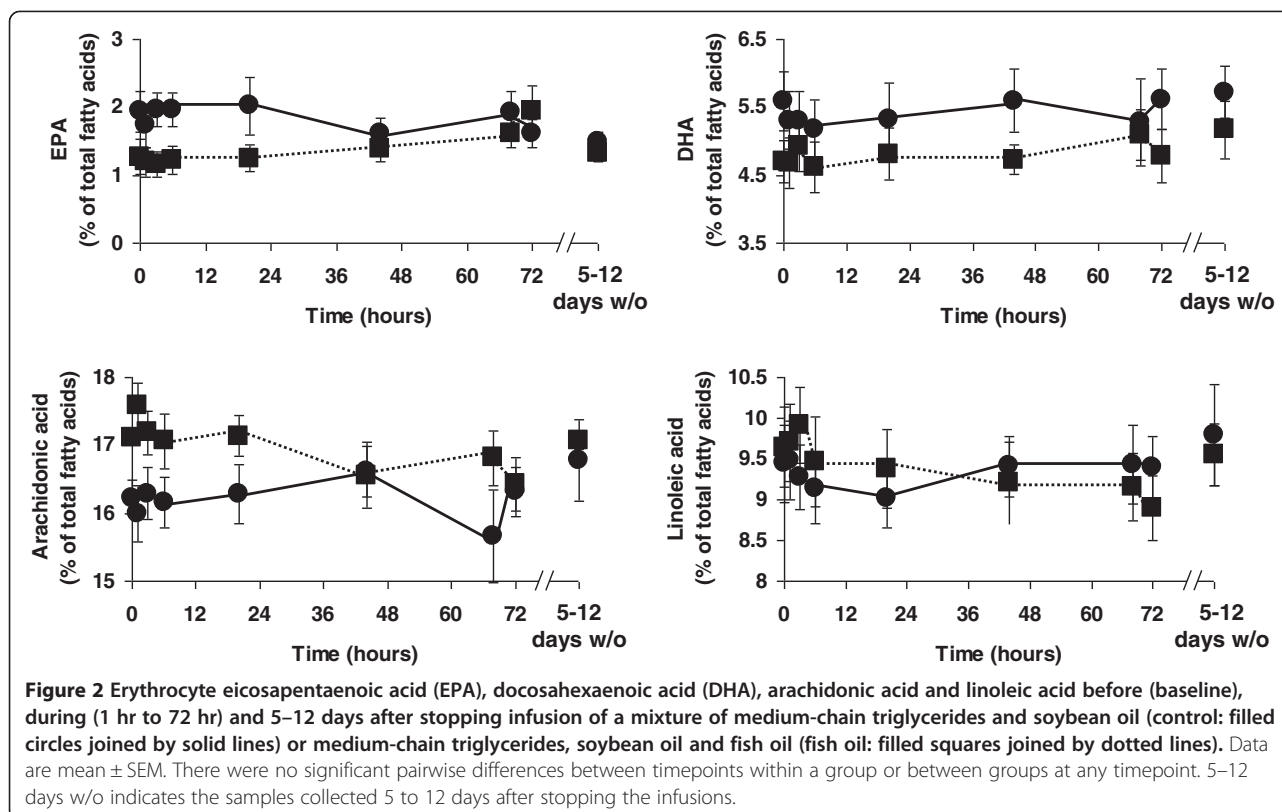 3
2
1
0
EPA
(% of total fatty acids)
0 12 24 36 48 60 72 5-12
days w/o
Time (hours)
6.5
5.5
4.5
3.5
DHA
(% of total fatty acids)
0 12 24 36 48 60 72 5-12
days w/o
Time (hours)
18
17
16
15
Arachidonic acid
(% of total fatty acids)
0 12 24 36 48 60 72 5-12
days w/o
Time (hours)
10.5
10
9.5
9
8.5
8
Linoleic acid
(% of total fatty acids)
0 12 24 36 48 60 72 5-12
days w/o
Time (hours)
Figure 2 Erythrocyte eicosapentaenoic acid (EPA), docosahexaenoic acid (DHA), arachidonic acid and linoleic acid before (baseline),
during (1 hr to 72 hr) and 5–12 days after stopping infusion of a mixture of medium-chain triglycerides and soybean oil (control: filled
circles joined by solid lines) or medium-chain triglycerides, soybean oil and fish oil (fish oil: filled squares joined by dotted lines). Data
are mean ± SEM. There were no significant pairwise differences between timepoints within a group or between groups at any timepoint. 5–12
days w/o indicates the samples collected 5 to 12 days after stopping the infusions.